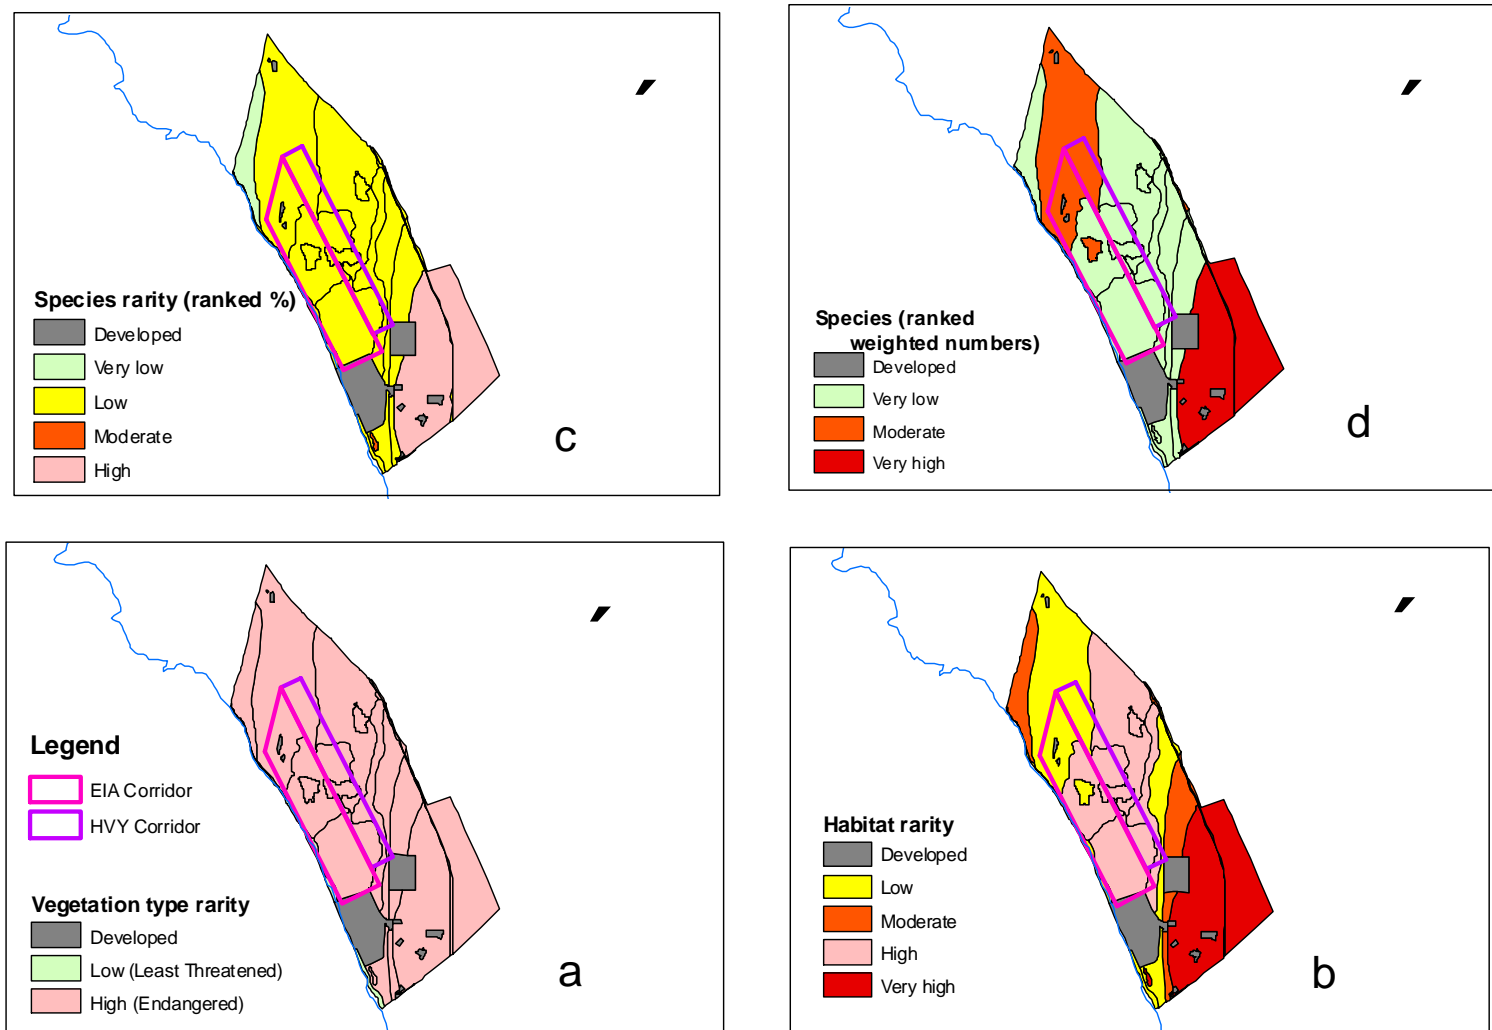 Species rarity (ranked %)
Developed
Very low
Low
Moderate
High
c
Species (ranked
weighted numbers)
Developed
Very low
Moderate
Very high
d
Legend
EIA Corridor
HVY Corridor
Vegetation type rarity
Developed
Low (Least Threatened)
High (Endangered)
a
Habitat rarity
Developed
Low
Moderate
High
Very high
b